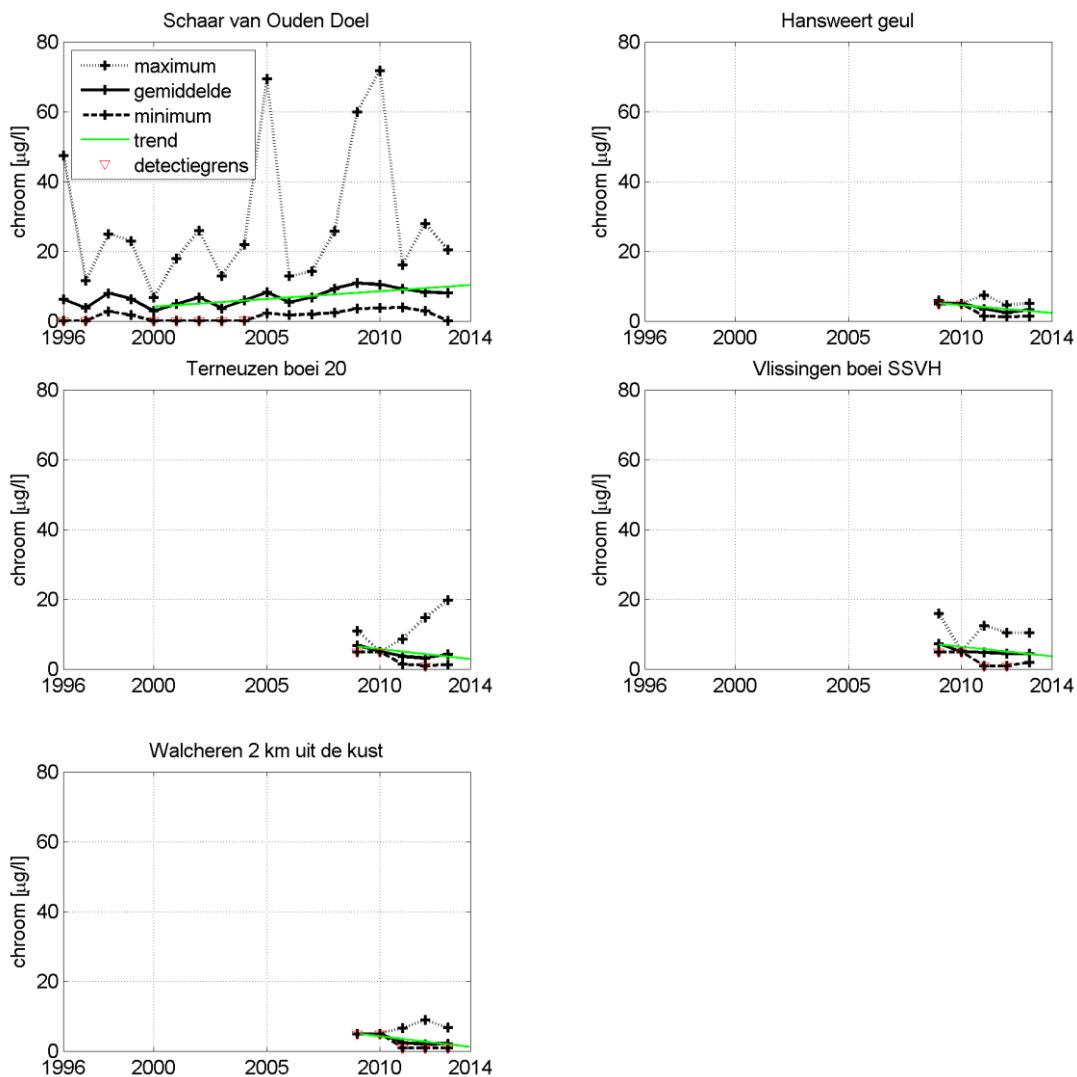 Schaar van Ouden Doel
80
60
40
20
0
chroom [µg/l]
maximum
gemiddelde
minimum
trend
detectiegrens
1996 2000 2005 2010 2014
Hansweert geul
80
60
40
20
0
chroom [µg/l]
1996 2000 2005 2010 2014
Terneuzen boei 20
80
60
40
20
0
chroom [µg/l]
1996 2000 2005 2010 2014
Vlissingen boei SSVH
80
60
40
20
0
chroom [µg/l]
1996 2000 2005 2010 2014
Walcheren 2 km uit de kust
80
60
40
20
0
chroom [µg/l]
1996 2000 2005 2010 2014